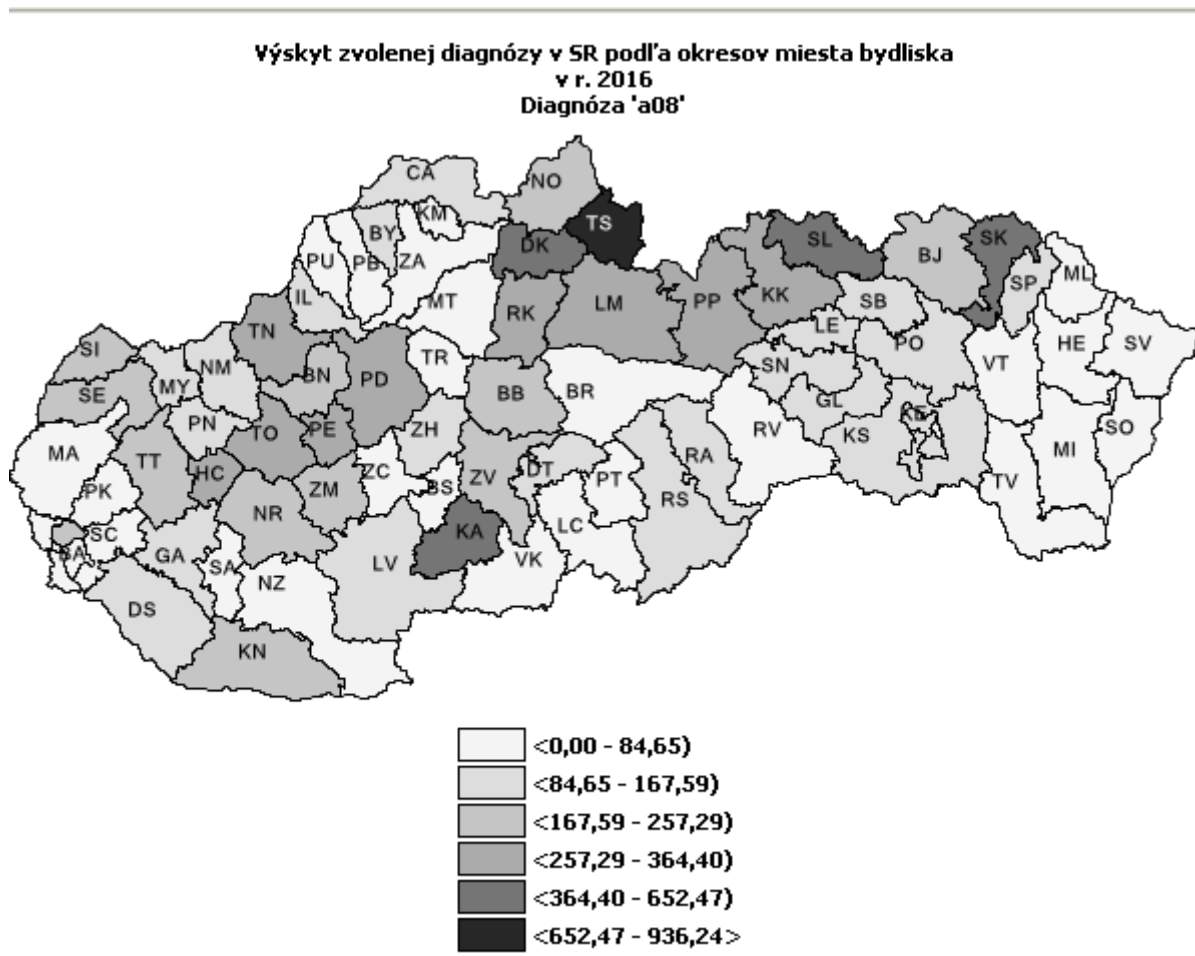 Výskyt zvolenej diagnózy v SR podľa okresov miesta bydliska
v r. 2016
Diagnóza 'a08'
CA
NO
KM
TS
BY
PU
PB
ZA
DK
SL
BJ
SK
ML
SP
IL
MT
RK
LM
PP
KK
SB
TN
LE
PO
HE
SV
SI
NM
TR
VT
MY
BN
PD
SN
SE
BB
BR
GL
PN
TO
PE
ZH
KE
KS
RV
SO
MA
TT
HC
ZC
ZV
DT
RA
MI
PK
ZM
BS
PT
TV
NR
RS
SC
KA
LC
BA
GA
SA
NZ
LV
VK
DS
KN
<0,00 - 84,65)
<84,65 - 167,59)
<167,59 - 257,29)
<257,29 - 364,40)
<364,40 - 652,47)
<652,47 - 936,24>